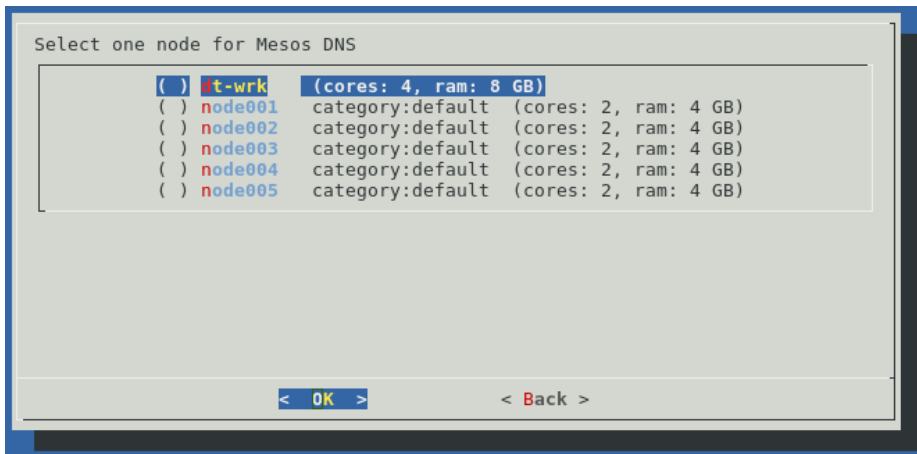 Select one node for Mesos DNS
( ) dt-wrk (cores: 4, ram: 8 GB)
( ) node001 category:default (cores: 2, ram: 4 GB)
( ) node002 category:default (cores: 2, ram: 4 GB)
( ) node003 category:default (cores: 2, ram: 4 GB)
( ) node004 category:default (cores: 2, ram: 4 GB)
( ) node005 category:default (cores: 2, ram: 4 GB)
< OK > < Back >